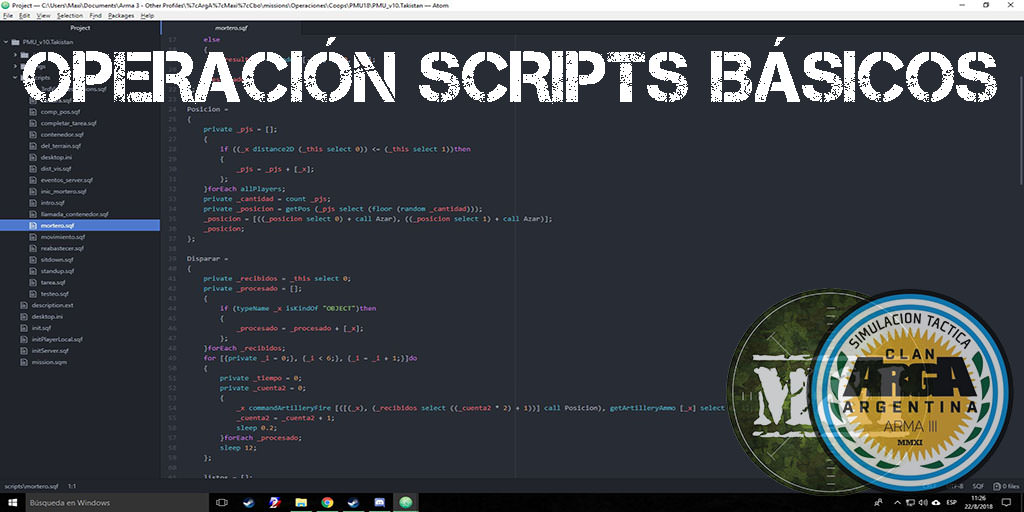 Project — C:\Users\Maxi\Documents\Arma 3 - Other Profiles\%7cArgA%7cMaxi%7cCbo\missions\Operaciones\Coops\PMU18\PMU_v10.Takistan — Atom
File Edit View Selection Find Packages Help
Project
mortero.sqf
OPERACIÓN SCRIPTS BÁSICOS
PMU_v10.Takistan
comp_pos.sqf
completar_tarea.sqf
contenedor.sqf
del_terrain.sqf
desktop.ini
dist_vis.sqf
eventos_server.sqf
inic_mortero.sqf
intro.sqf
llamada_contenedor.sqf
mortero.sqf
movimiento.sqf
reabastecer.sqf
sitdown.sqf
standup.sqf
tarea.sqf
testeo.sqf
description.ext
desktop.ini
init.sqf
initPlayerLocal.sqf
initServer.sqf
mission.sqm
17 else
18 {
Posicion =
25 {
26 private _pjs = [];
27 {
28 if ((_x distance2D (_this select 0)) <= (_this select 1))then
29 {
30 _pjs = _pjs + [_x];
31 };
32 }forEach allPlayers;
33 private _cantidad = count _pjs;
34 private _posicion = getPos (_pjs select (floor (random _cantidad)));
35 _posicion = [((_posicion select 0) + call Azar), ((_posicion select 1) + call Azar)];
36 _posicion;
37 };
38
39 Disparar =
40 {
41 private _recibidos = _this select 0;
42 private _procesado = [];
43 {
44 if (typeName _x isKindOf "OBJECT")then
45 {
46 _procesado = _procesado + [_x];
47 };
48 }forEach _recibidos;
49 for [{private _i = 0;}, {_i < 6;}, {_i = _i + 1;}]do
50 {
51 private _tiempo = 0;
52 private _cuenta2 = 0;
53 {
54 _x commandArtilleryFire [([([(_x), (_recibidos select ((_cuenta2 * 2) + 1))] call Posicion), getArtilleryAmmo [_x] select
55 _cuenta2 = _cuenta2 + 1;
56 sleep 0.2;
57 }forEach _procesado;
58 sleep 12;
59 };
60
listos = [];
SIMULACION TACTICA
CLAN
ARGA
ARGENTINA
ARMA III
MMXI
scripts\mortero.sqf 1:1
SQF 0 files
Búsqueda en Windows
ESP
11:26
22/8/2018